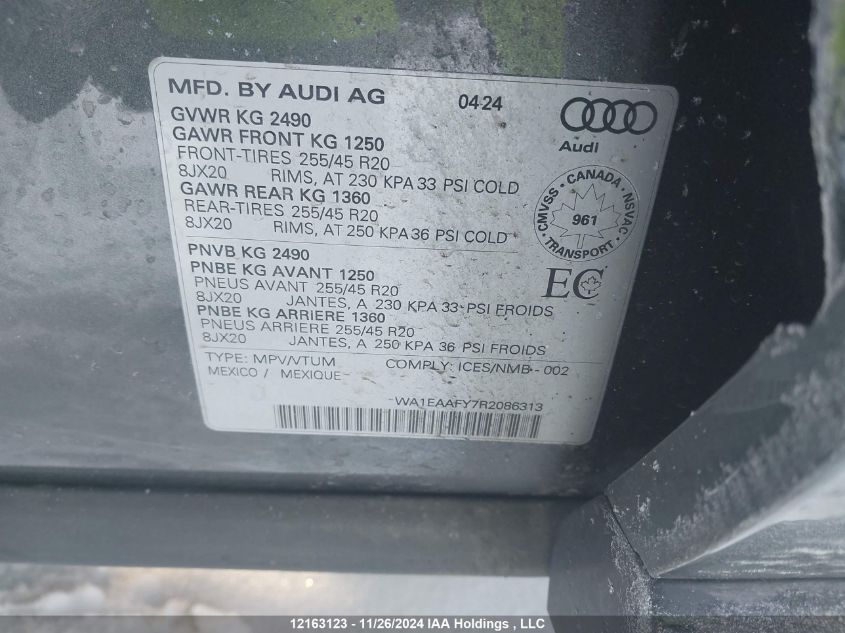 MFD. BY AUDI AG 04-24
Audi
GVWR KG 2490
GAWR FRONT KG 1250
FRONT-TIRES 255/45 R20
8JX20 RIMS, AT 230 KPA 33 PSI COLD
GAWR REAR KG 1360
REAR-TIRES 255/45 R20
8JX20 RIMS, AT 250 KPA 36 PSI COLD
CMVSS · CANADA · NSVAC
961
· TRANSPORT ·
PNVB KG 2490
PNBE KG AVANT 1250
PNEUS AVANT 255/45 R20
8JX20 JANTES, A 230 KPA 33-PSI FROIDS
PNBE KG ARRIERE 1360
PNEUS ARRIERE 255/45 R20
8JX20 JANTES, A 250 KPA 36 PSI FROIDS
EC
TYPE: MPV/VTUM COMPLY: ICES/NMB--002
MEXICO / MEXIQUE
-WA1EAAFY7R2086313
12163123 - 11/26/2024 IAA Holdings , LLC